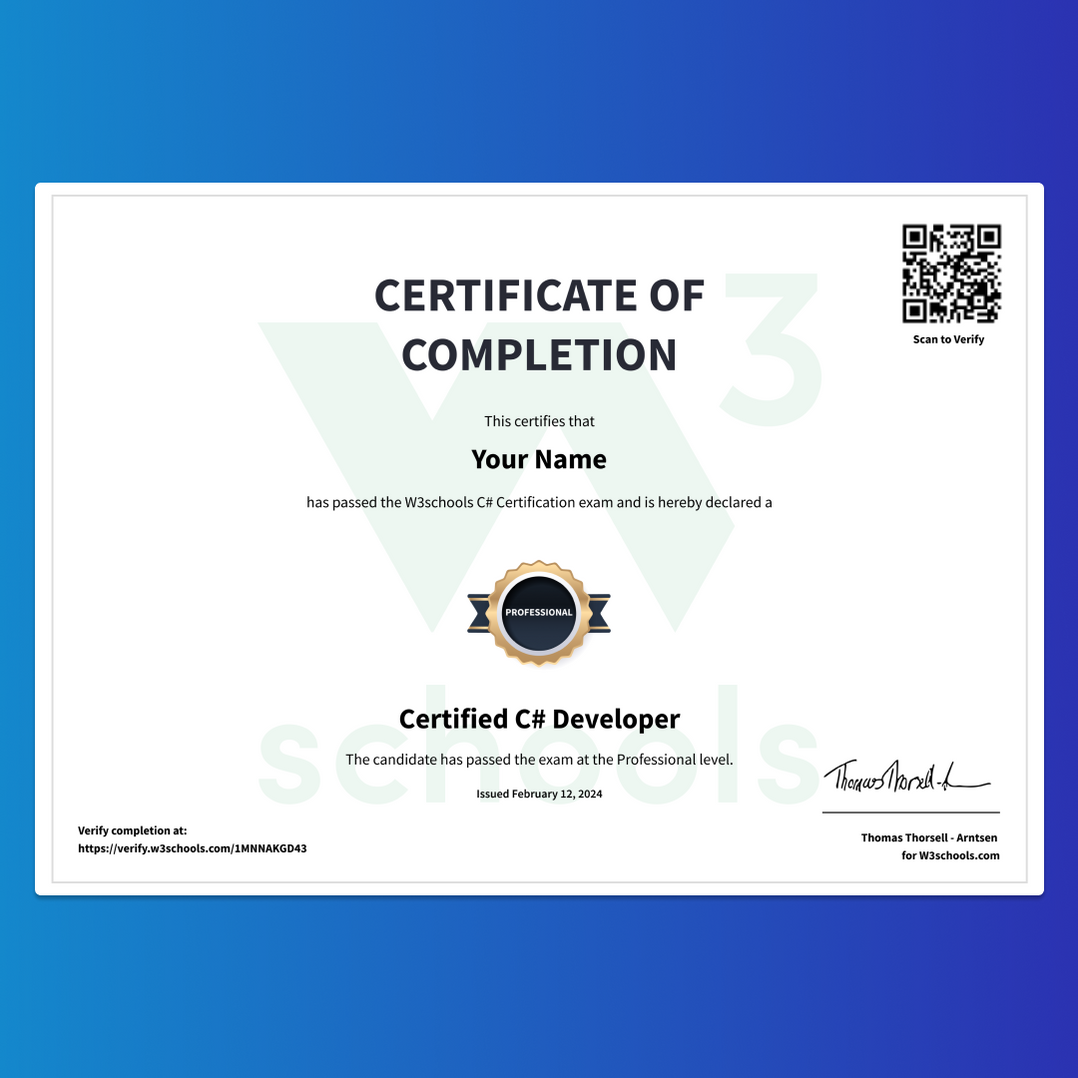 CERTIFICATE OF
COMPLETION
Scan to Verify
This certifies that
Your Name
has passed the W3schools C# Certification exam and is hereby declared a
PROFESSIONAL
Certified C# Developer
The candidate has passed the exam at the Professional level.
Issued February 12, 2024
Verify completion at:
https://verify.w3schools.com/1MNNAKGD43
Thomas Thorsell-A
Thomas Thorsell - Arntsen
for W3schools.com
W3
schools